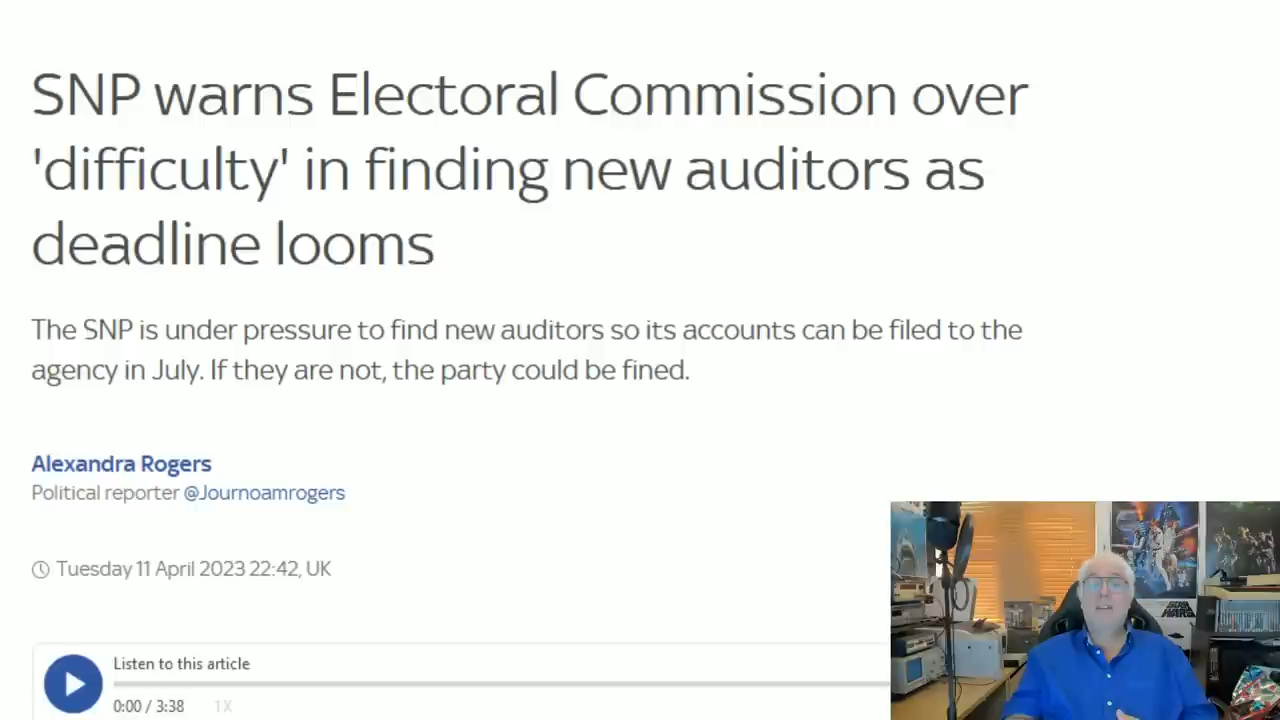 SNP warns Electoral Commission over
'difficulty' in finding new auditors as
deadline looms
The SNP is under pressure to find new auditors so its accounts can be filed to the
agency in July. If they are not, the party could be fined.
Alexandra Rogers
Political reporter @Journoamrogers
Tuesday 11 April 2023 22:42, UK
Listen to this article
0:00 / 3:38 1X
STAR
WARS